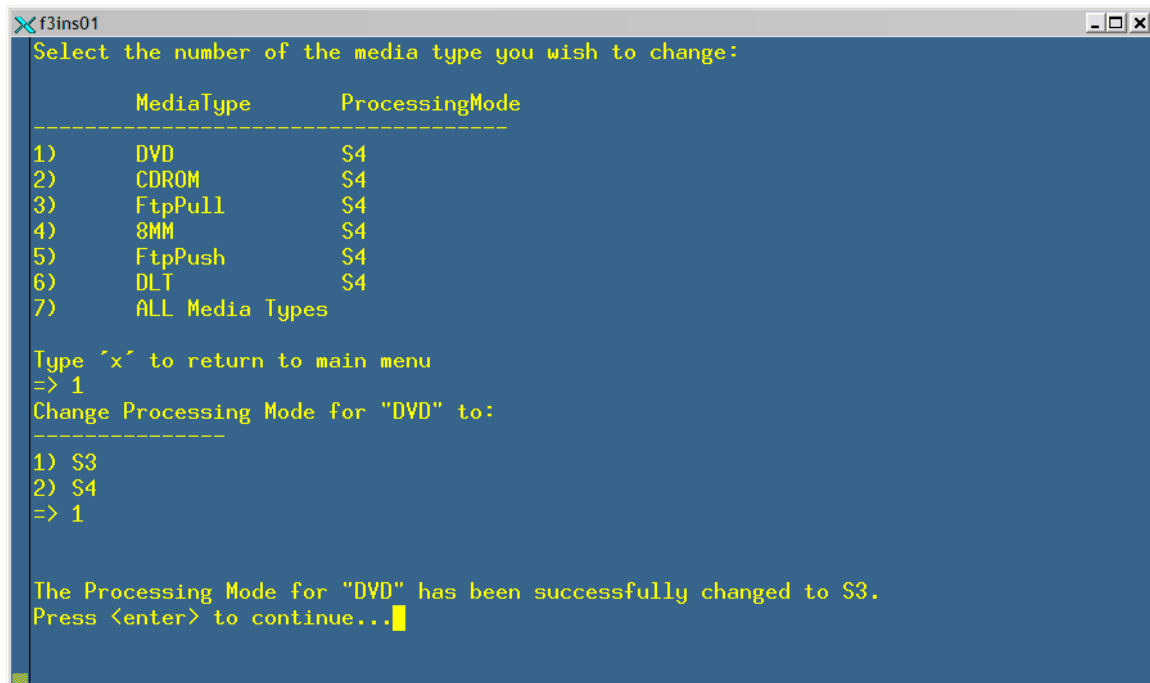 f3ins01
Select the number of the media type you wish to change:
MediaType ProcessingMode
-------------------------------------
1) DVD S4
2) CDROM S4
3) FtpPull S4
4) 8MM S4
5) FtpPush S4
6) DLT S4
7) ALL Media Types
Type ´x´ to return to main menu
=> 1
Change Processing Mode for "DVD" to:
---------------
1) S3
2) S4
=> 1
The Processing Mode for "DVD" has been successfully changed to S3.
Press <enter> to continue...